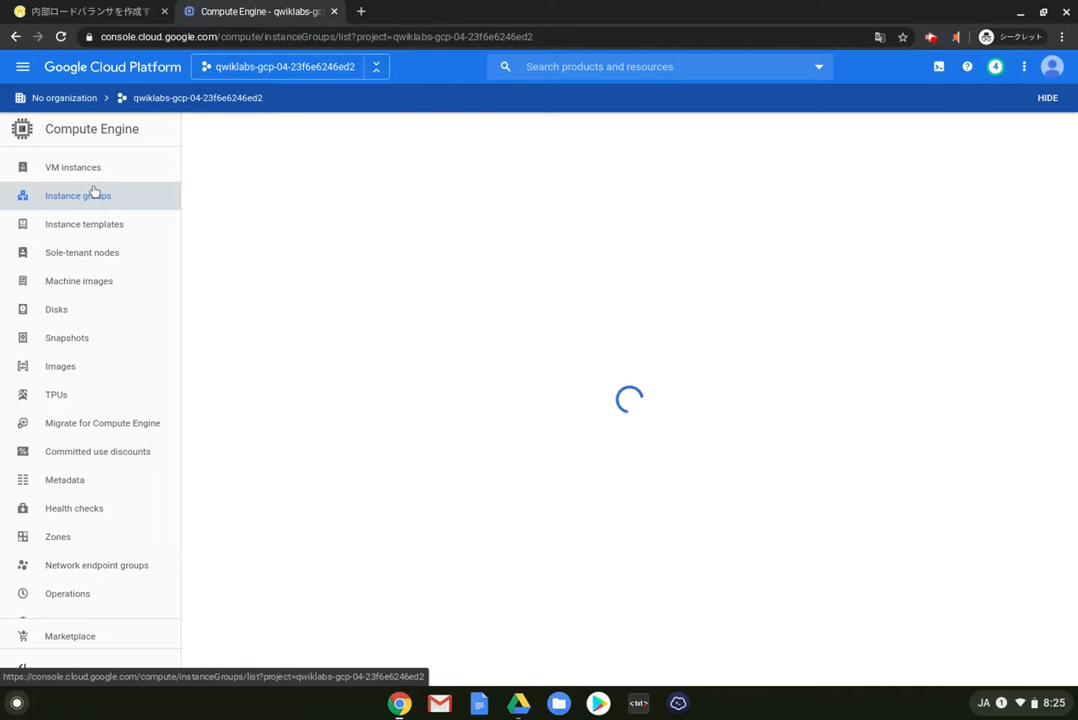 内部ロードバランサを作成す
Compute Engine - qwiklabs-gc
console.cloud.google.com/compute/instanceGroups/list?project=qwiklabs-gcp-04-23f6e6246ed2
シークレット
Google Cloud Platform
qwiklabs-gcp-04-23f6e6246ed2
Search products and resources
4
No organization
qwiklabs-gcp-04-23f6e6246ed2
HIDE
Compute Engine
VM instances
Instance groups
Instance templates
Sole-tenant nodes
Machine images
Disks
Snapshots
Images
TPUs
Migrate for Compute Engine
Committed use discounts
Metadata
Health checks
Zones
Network endpoint groups
Operations
Marketplace
https://console.cloud.google.com/compute/instanceGroups/list?project=qwiklabs-gcp-04-23f6e6246ed2
<txt>
JA
1
8:25